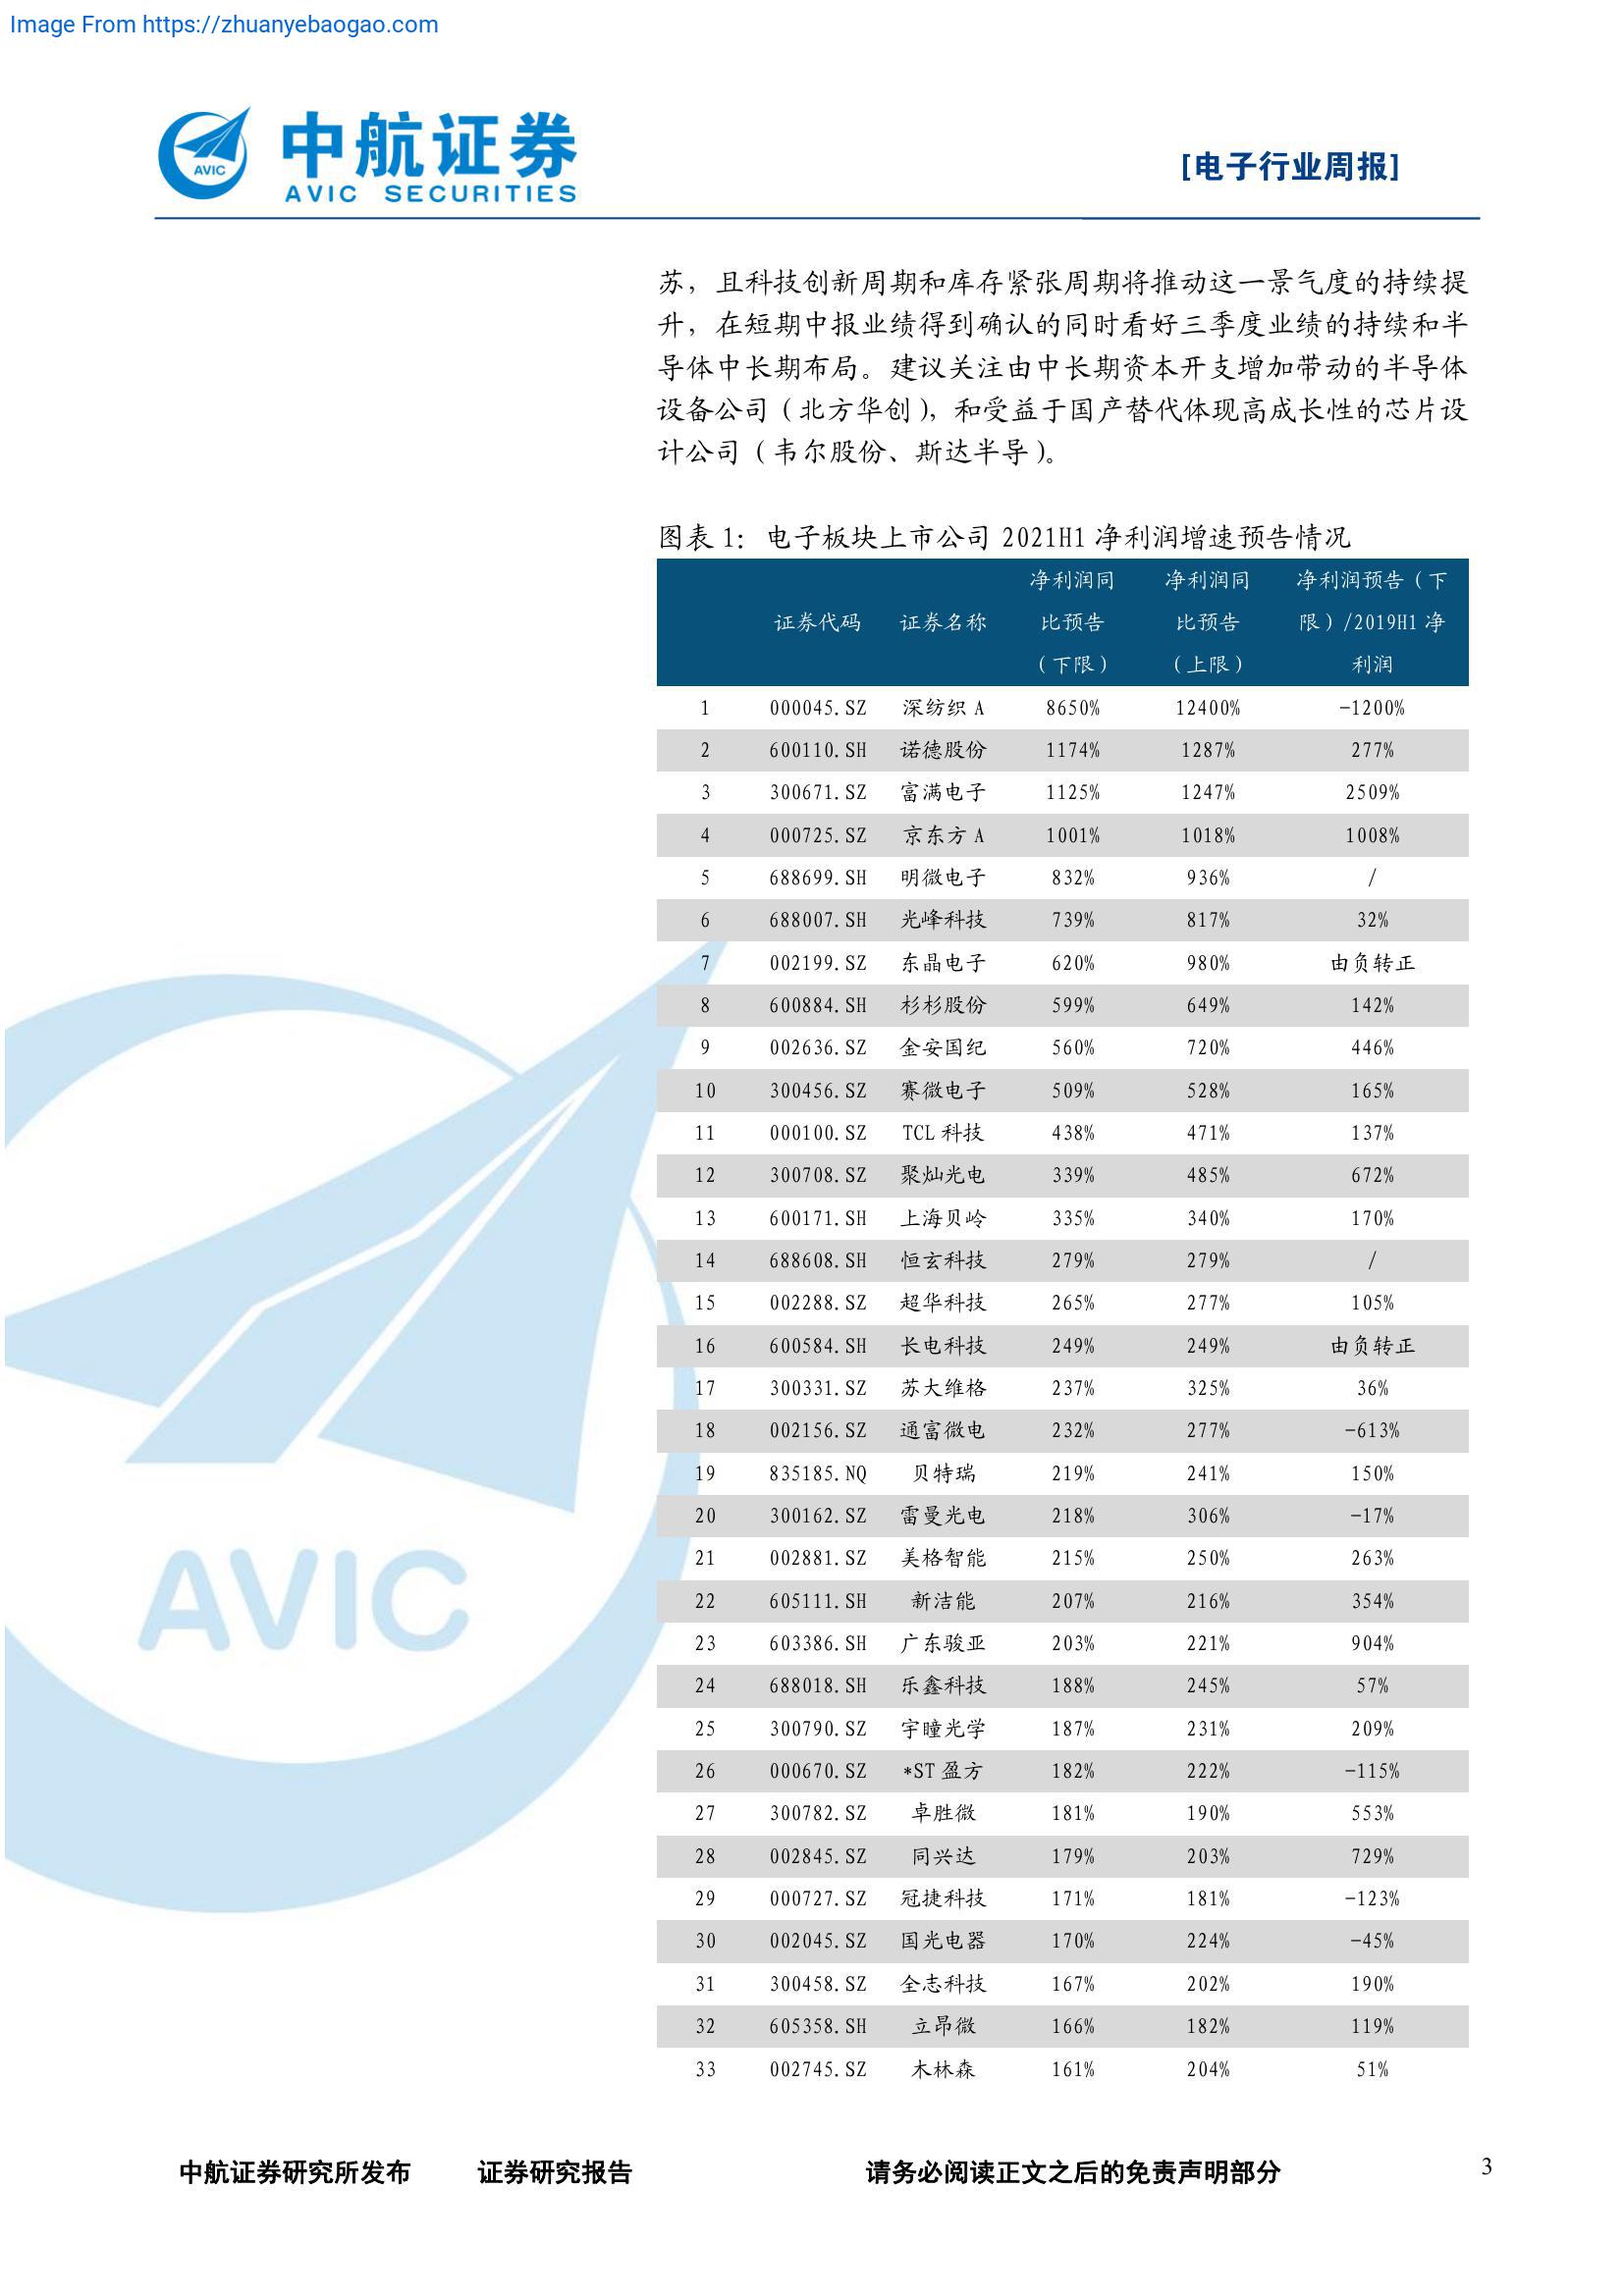 Image From https://zhuanyebaogao.com
中航证券
AVIC SECURITIES
AVIC
[电子行业周报]
苏，且科技创新周期和库存紧张周期将推动这一景气度的持续提
升，在短期中报业绩得到确认的同时看好三季度业绩的持续和半
导体中长期布局。建议关注由中长期资本开支增加带动的半导体
设备公司（北方华创），和受益于国产替代体现高成长性的芯片设
计公司（韦尔股份、斯达半导）。
图表 1：电子板块上市公司 2021H1 净利润增速预告情况
净利润同 净利润同 净利润预告（下
证券代码 证券名称 比预告 比预告 限）/2019H1 净
（下限） （上限） 利润
1 000045.SZ 深纺织 A 8650% 12400% -1200%
2 600110.SH 诺德股份 1174% 1287% 277%
3 300671.SZ 富满电子 1125% 1247% 2509%
4 000725.SZ 京东方 A 1001% 1018% 1008%
5 688699.SH 明微电子 832% 936% /
6 688007.SH 光峰科技 739% 817% 32%
7 002199.SZ 东晶电子 620% 980% 由负转正
8 600884.SH 杉杉股份 599% 649% 142%
9 002636.SZ 金安国纪 560% 720% 446%
10 300456.SZ 赛微电子 509% 528% 165%
11 000100.SZ TCL 科技 438% 471% 137%
12 300708.SZ 聚灿光电 339% 485% 672%
13 600171.SH 上海贝岭 335% 340% 170%
14 688608.SH 恒玄科技 279% 279% /
15 002288.SZ 超华科技 265% 277% 105%
16 600584.SH 长电科技 249% 249% 由负转正
17 300331.SZ 苏大维格 237% 325% 36%
18 002156.SZ 通富微电 232% 277% -613%
19 835185.NQ 贝特瑞 219% 241% 150%
20 300162.SZ 雷曼光电 218% 306% -17%
21 002881.SZ 美格智能 215% 250% 263%
22 605111.SH 新洁能 207% 216% 354%
23 603386.SH 广东骏亚 203% 221% 904%
24 688018.SH 乐鑫科技 188% 245% 57%
25 300790.SZ 宇瞳光学 187% 231% 209%
26 000670.SZ *ST 盈方 182% 222% -115%
27 300782.SZ 卓胜微 181% 190% 553%
28 002845.SZ 同兴达 179% 203% 729%
29 000727.SZ 冠捷科技 171% 181% -123%
30 002045.SZ 国光电器 170% 224% -45%
31 300458.SZ 全志科技 167% 202% 190%
32 605358.SH 立昂微 166% 182% 119%
33 002745.SZ 木林森 161% 204% 51%
AVIC
中航证券研究所发布 证券研究报告 请务必阅读正文之后的免责声明部分 3